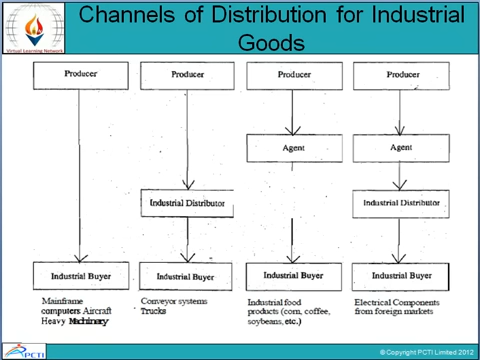 Channels of Distribution for Industrial
Goods
Virtual Learning Network
Producer
Producer
Producer
Producer
Agent
Agent
Industrial Distributor
Industrial Distributor
Industrial Buyer
Industrial Buyer
Industrial Buyer
Industrial Buyer
Mainframe
computers Aircraft
Heavy Machinery
Conveyor systems
Trucks
Industrial food
products (corn, coffee,
soybeans, etc.)
Electrical Components
from foreign markets
PCTI
© Copyright PCTI Limited 2012